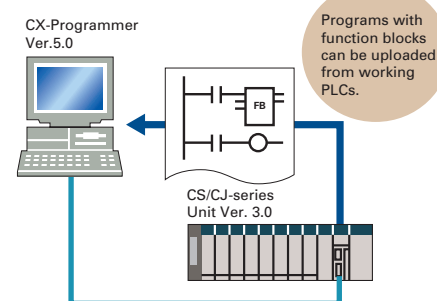 CX-Programmer
Ver.5.0
Programs with
function blocks
can be uploaded
from working
PLCs.
FB
CS/CJ-series
Unit Ver. 3.0